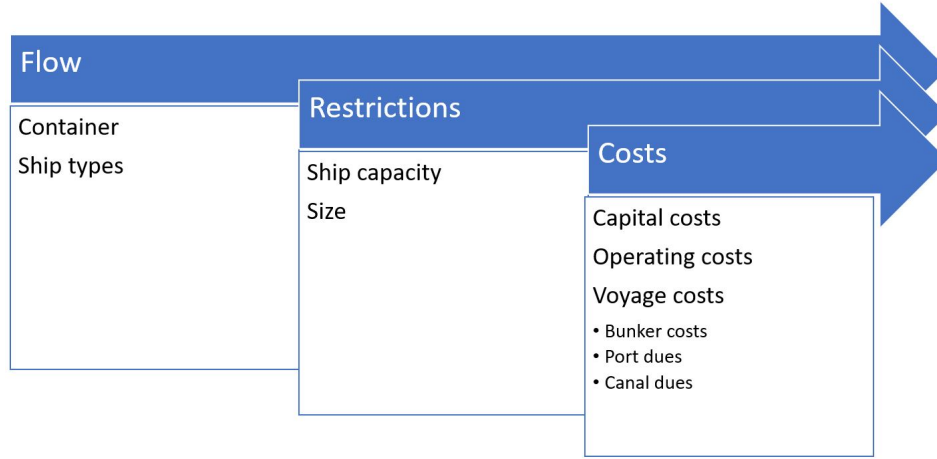 Flow
Container
Ship types
Restrictions
Ship capacity
Size
Costs
Capital costs
Operating costs
Voyage costs
• Bunker costs
• Port dues
• Canal dues